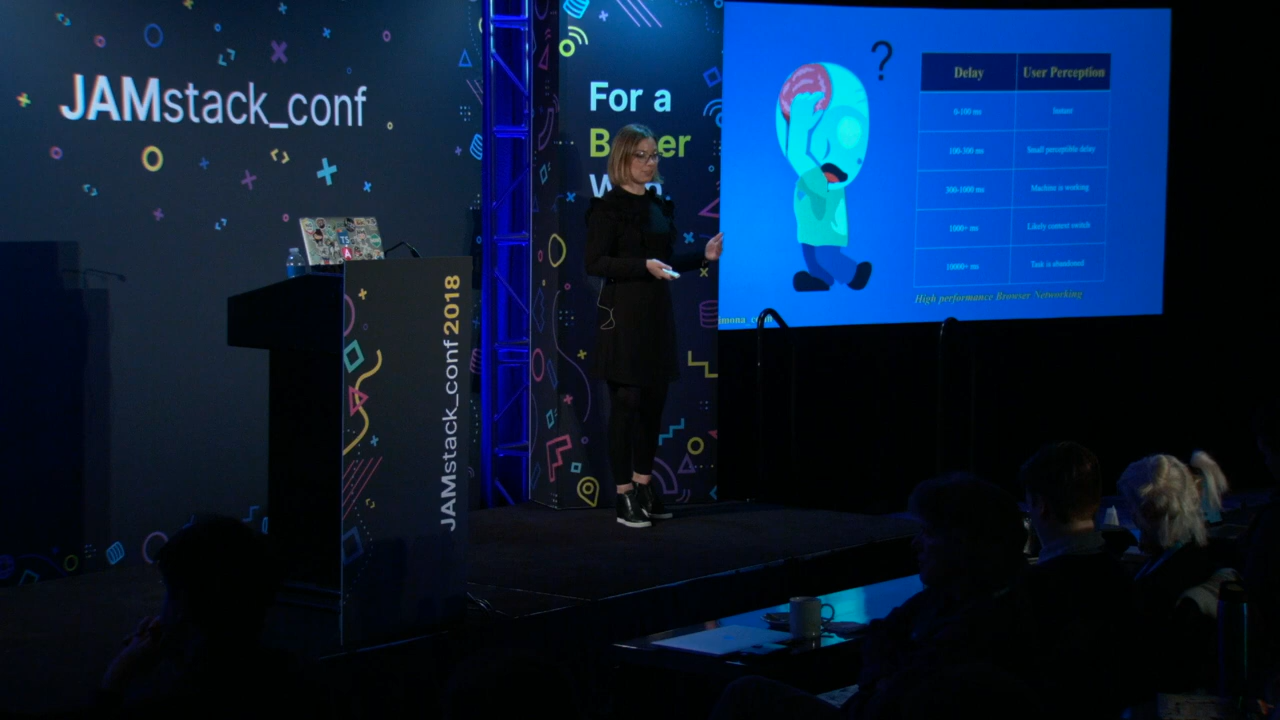 JAMstack_conf
For a
JAMstack_conf 2018
?
Delay User Perception
0-100 ms Instant
100-300 ms Small perceptible delay
300-1000 ms Machine is working
1000+ ms Likely context switch
10000+ ms Task is abandoned
High performance Browser Networking